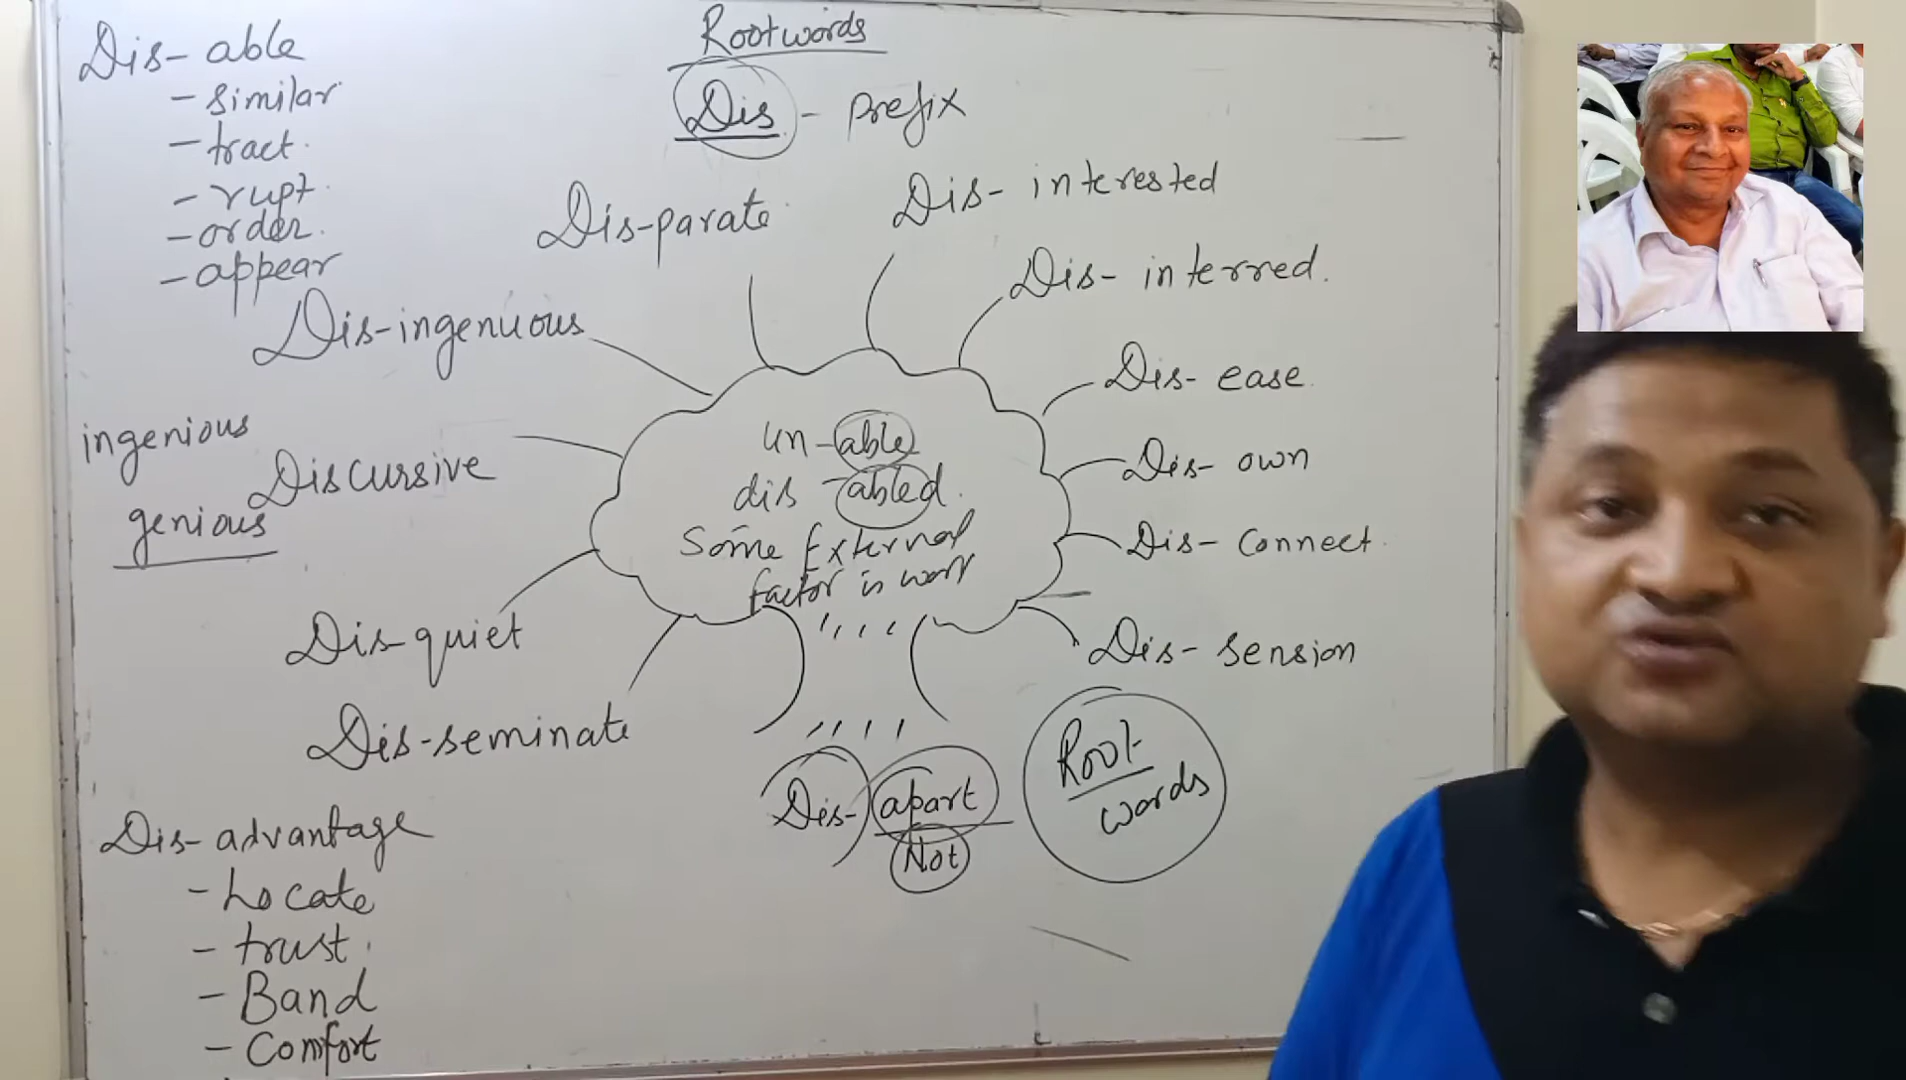 Rootwords
Dis - prefix
Dis- able
- similar
- tract.
- rupt.
- order.
- appear
Dis-parate
Dis- interested
Dis- interred.
Dis-ingenuous
Dis- ease.
ingenious
genious
Discursive
Dis- own
Dis- connect.
Dis-quiet
Dis- sension
Dis-seminate
un-able
dis-abled.
Some External
factor is
Dis- apart
Not
Root-
words
Dis- advantage
- Locate
- trust.
- Band
- Comfort